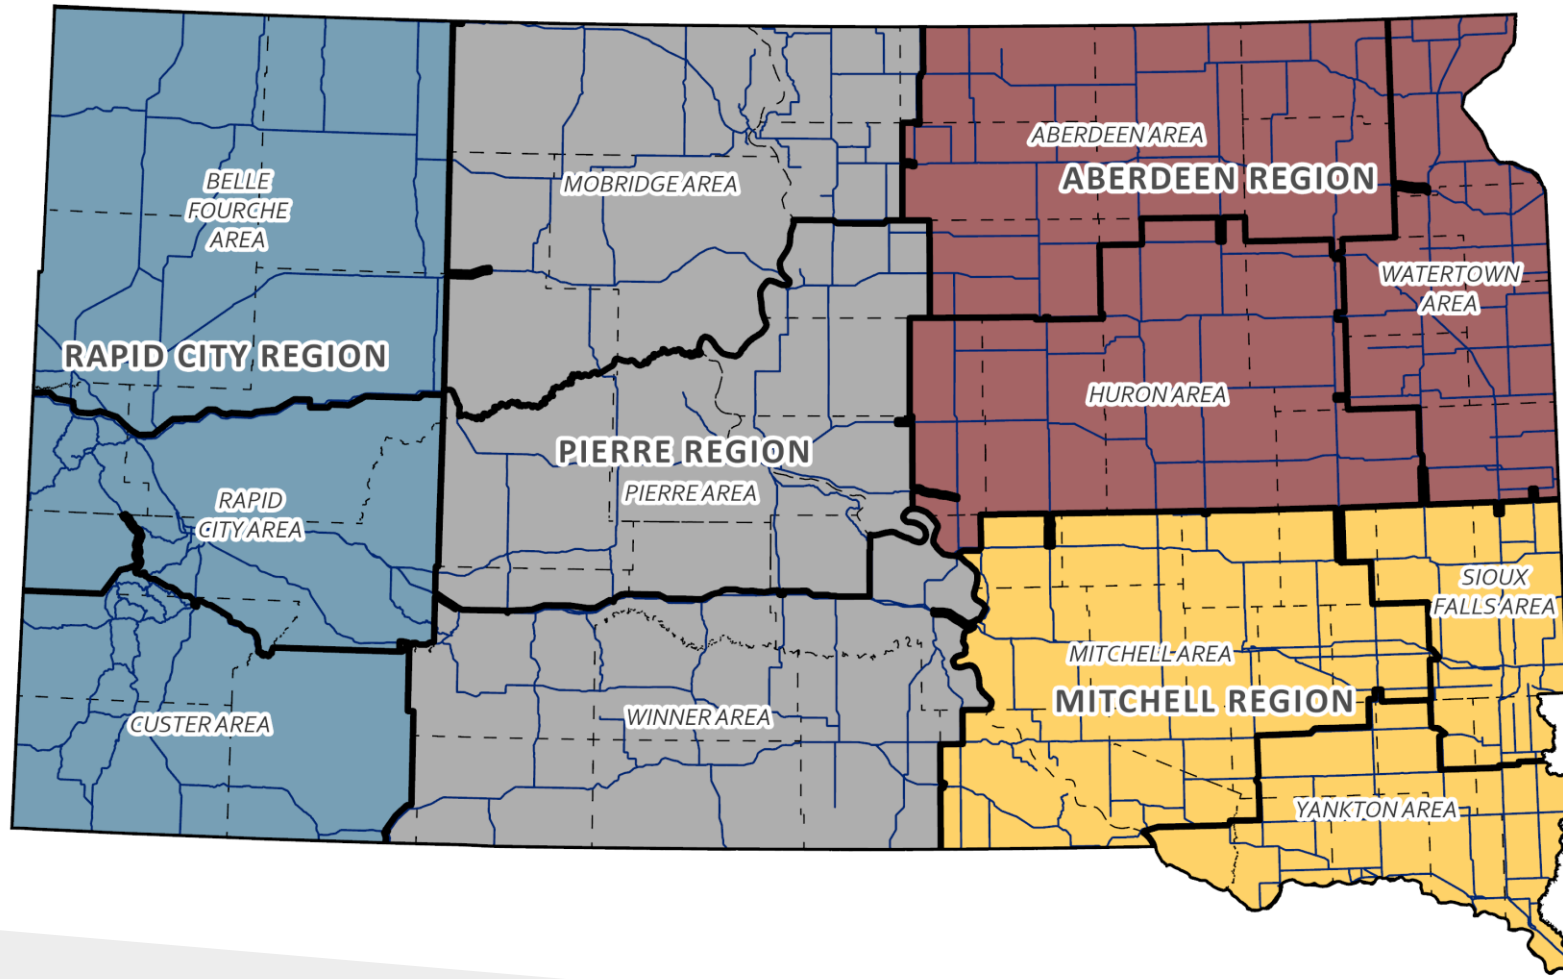 ABERDEEN AREA
ABERDEEN REGION
BELLE
FOURCHE
AREA
MOBRIDGE AREA
WATERTOWN
AREA
RAPID CITY REGION
HURON AREA
PIERRE REGION
PIERRE AREA
RAPID
CITY AREA
SIOUX
FALLS AREA
MITCHELL AREA
MITCHELL REGION
CUSTER AREA
WINNER AREA
YANKTON AREA